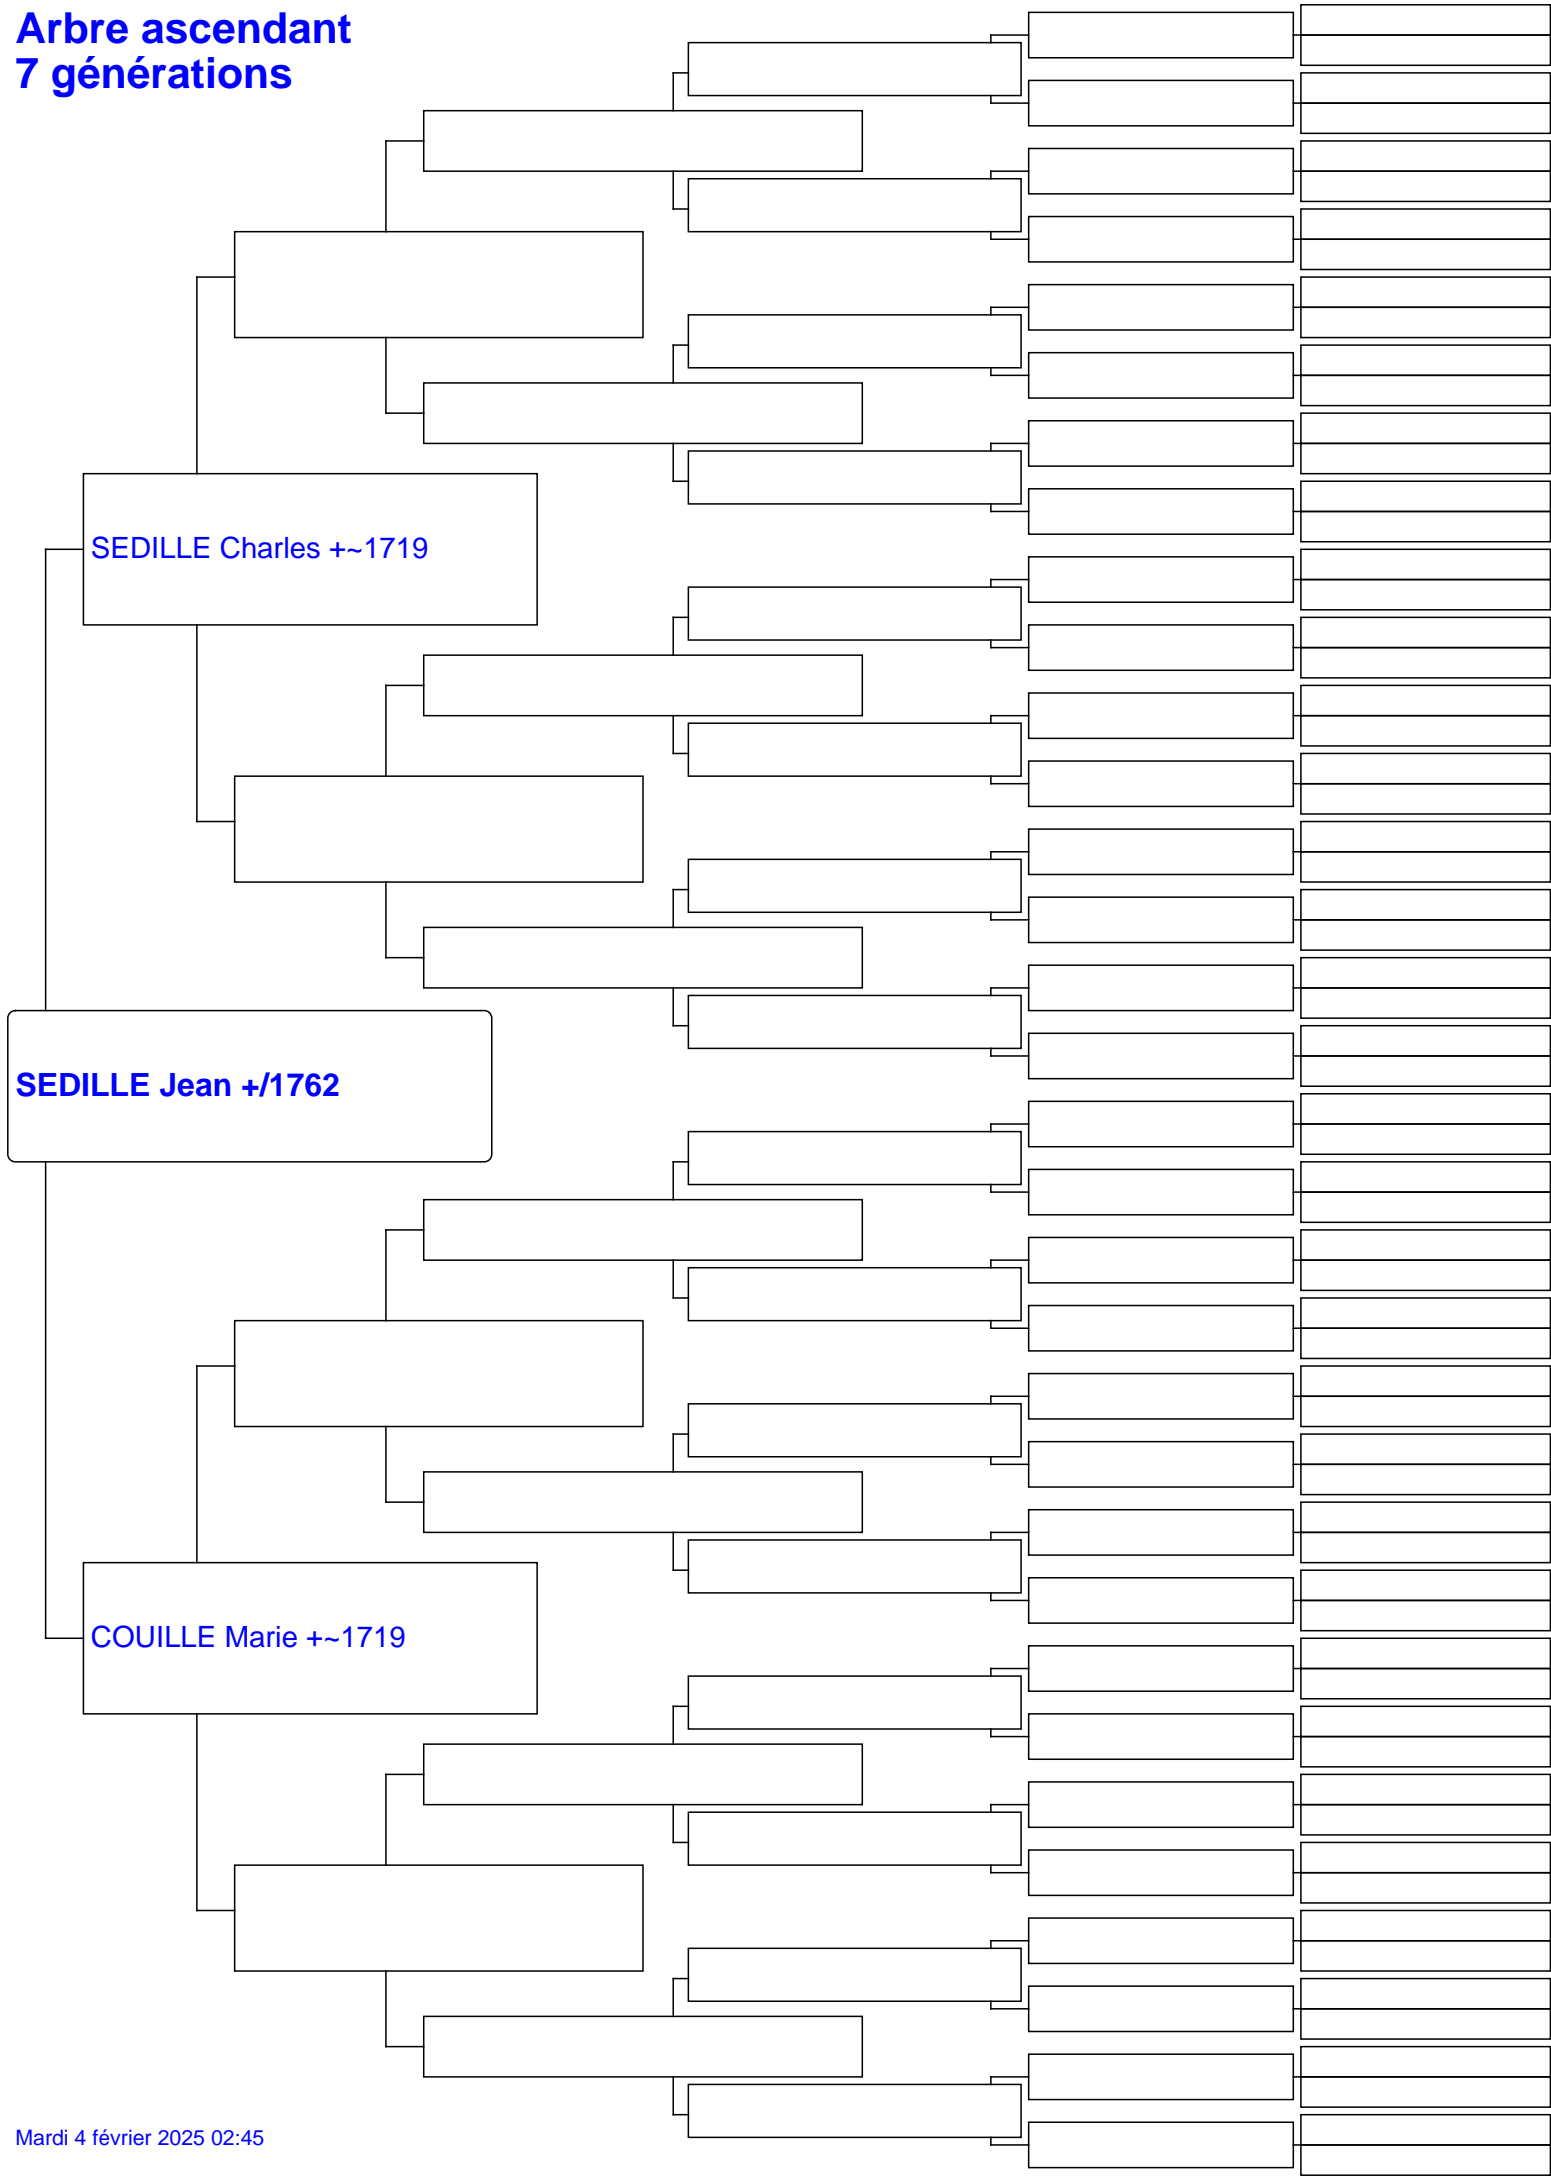 Arbre ascendant
7 générations
SEDILLE Charles +~1719
SEDILLE Jean +/1762
COUILLE Marie +~1719
Mardi 4 février 2025 02:45